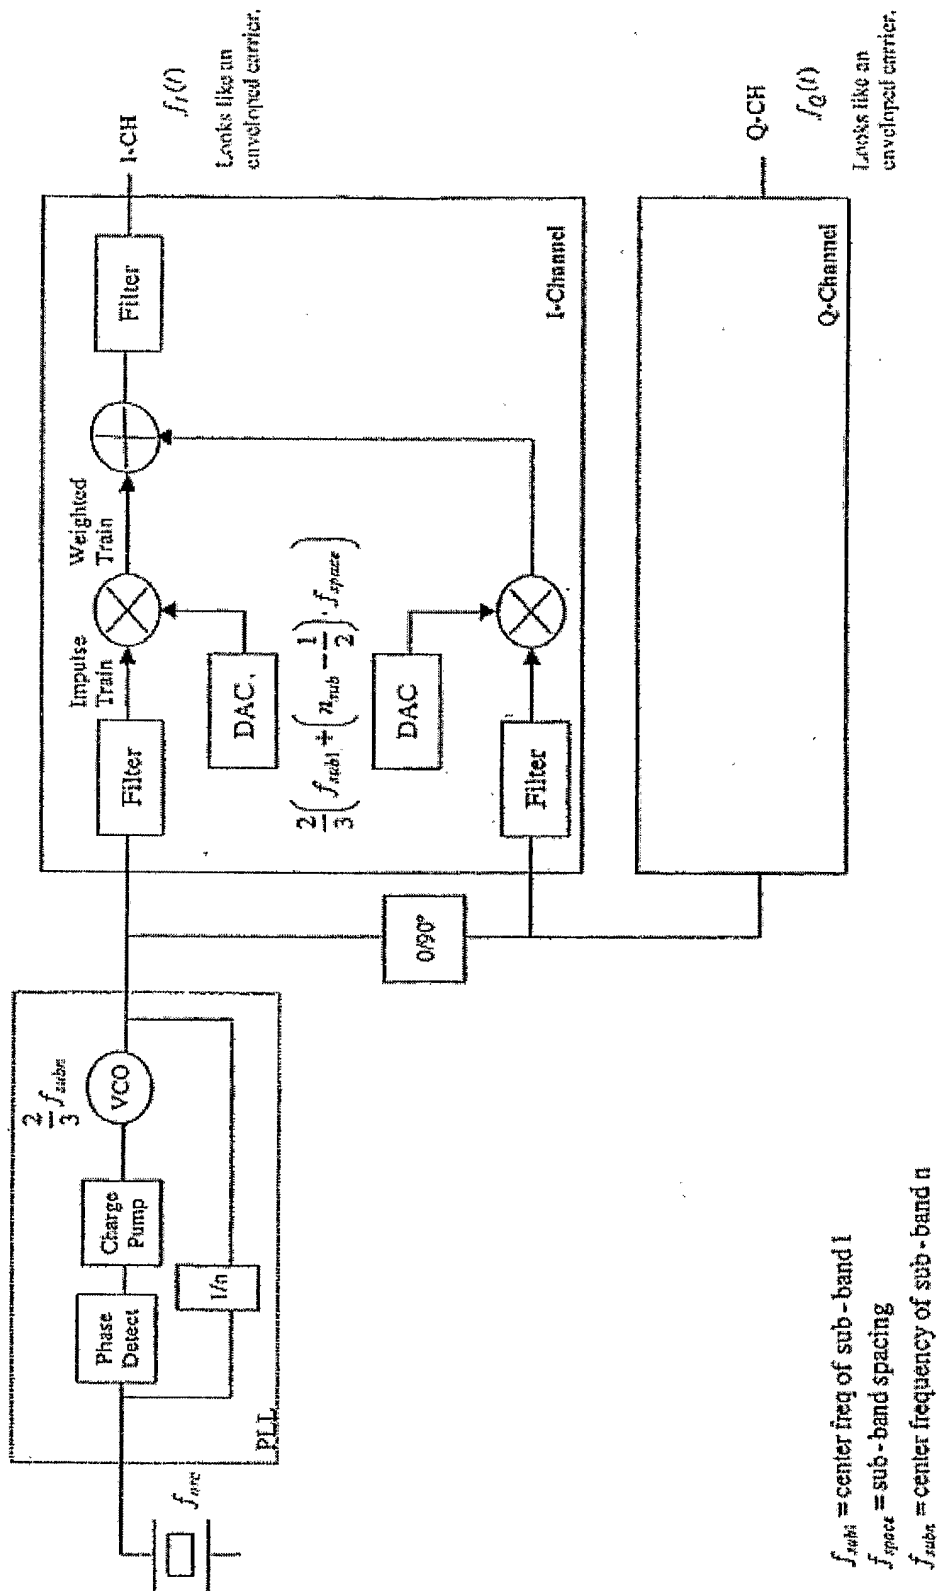 f_src
PLL
Phase
Detect
Charge
Pump
1/n
VCO
2/3 f_subn
0/90°
Filter
Impulse
Train
Weighted
Train
Filter
I-CH
f_I(t)
Looks like an
enveloped carrier.
DAC
2/3 (f_sub1 + (n_sub - 1/2) · f_space)
DAC
Filter
I-Channel
Q-Channel
Q-CH
f_Q(t)
Looks like an
enveloped carrier.
f_sub1 = center freq of sub-band 1
f_space = sub-band spacing
f_subn = center frequency of sub-band n